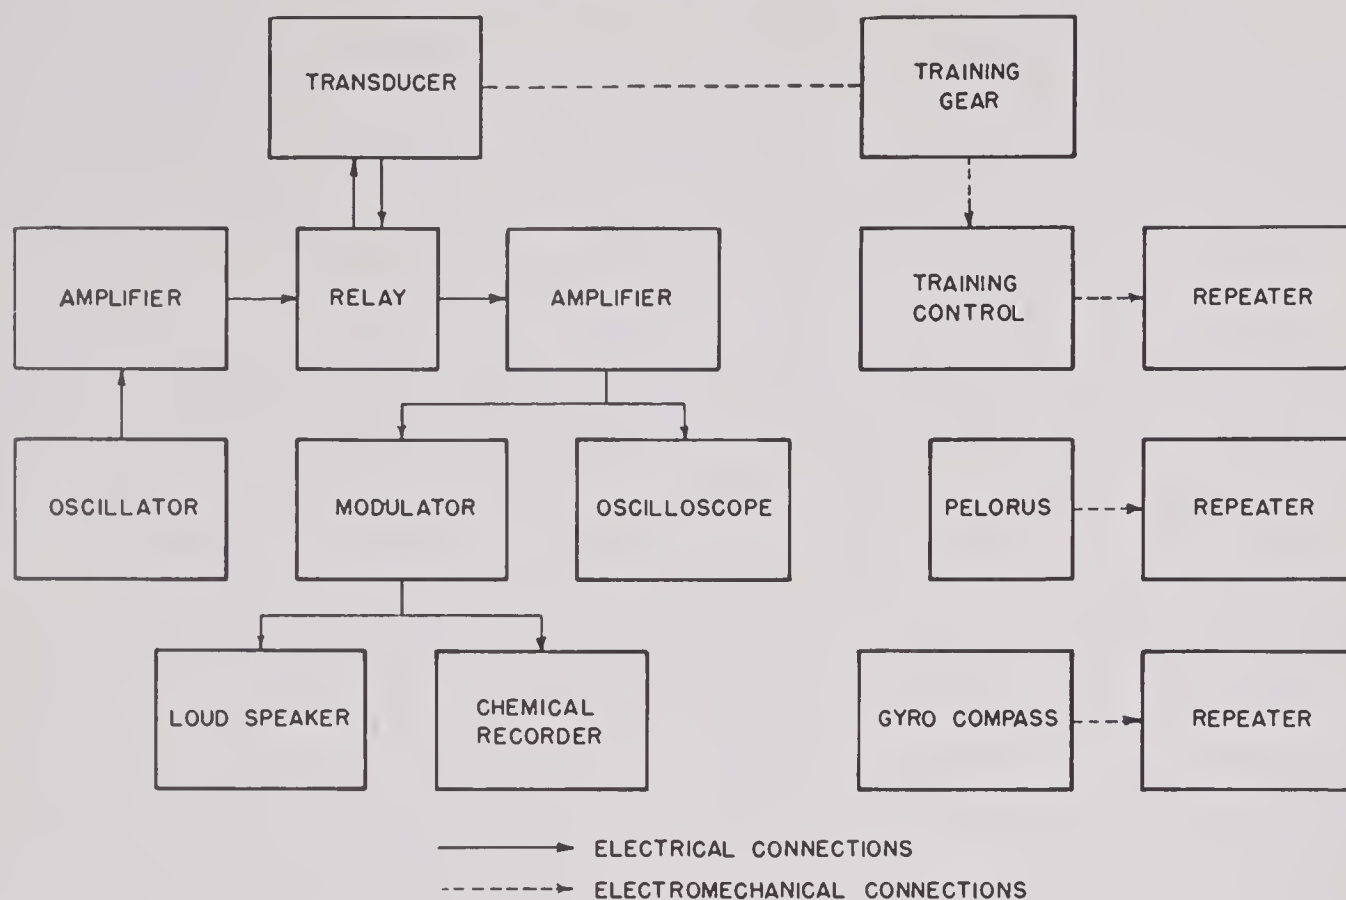 TRANSDUCER
TRAINING
GEAR
AMPLIFIER
RELAY
AMPLIFIER
TRAINING
CONTROL
REPEATER
OSCILLATOR
MODULATOR
OSCILLOSCOPE
PELORUS
REPEATER
LOUD SPEAKER
CHEMICAL
RECORDER
GYRO COMPASS
REPEATER
ELECTRICAL CONNECTIONS
ELECTROMECHANICAL CONNECTIONS